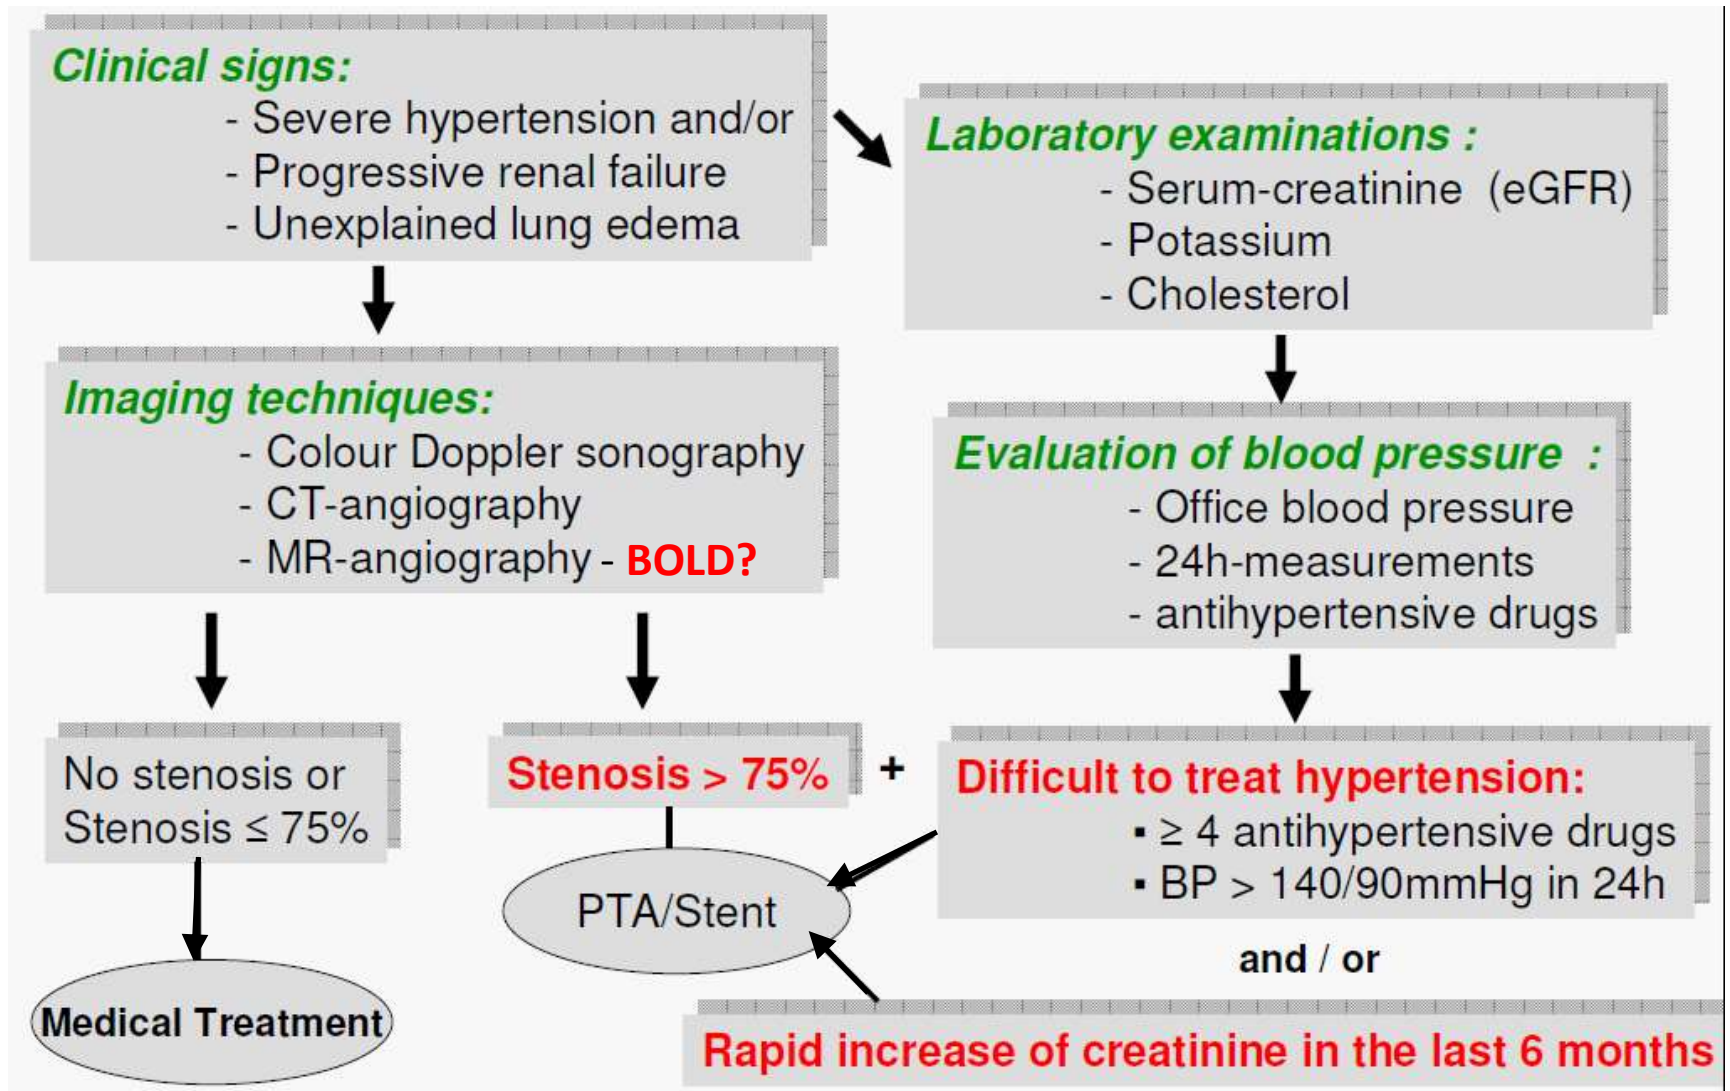 Clinical signs:
- Severe hypertension and/or
- Progressive renal failure
- Unexplained lung edema
Laboratory examinations :
- Serum-creatinine (eGFR)
- Potassium
- Cholesterol
Imaging techniques:
- Colour Doppler sonography
- CT-angiography
- MR-angiography - BOLD?
Evaluation of blood pressure :
- Office blood pressure
- 24h-measurements
- antihypertensive drugs
No stenosis or
Stenosis ≤ 75%
Stenosis > 75%
+
Difficult to treat hypertension:
▪ ≥ 4 antihypertensive drugs
▪ BP > 140/90mmHg in 24h
PTA/Stent
and / or
Medical Treatment
Rapid increase of creatinine in the last 6 months